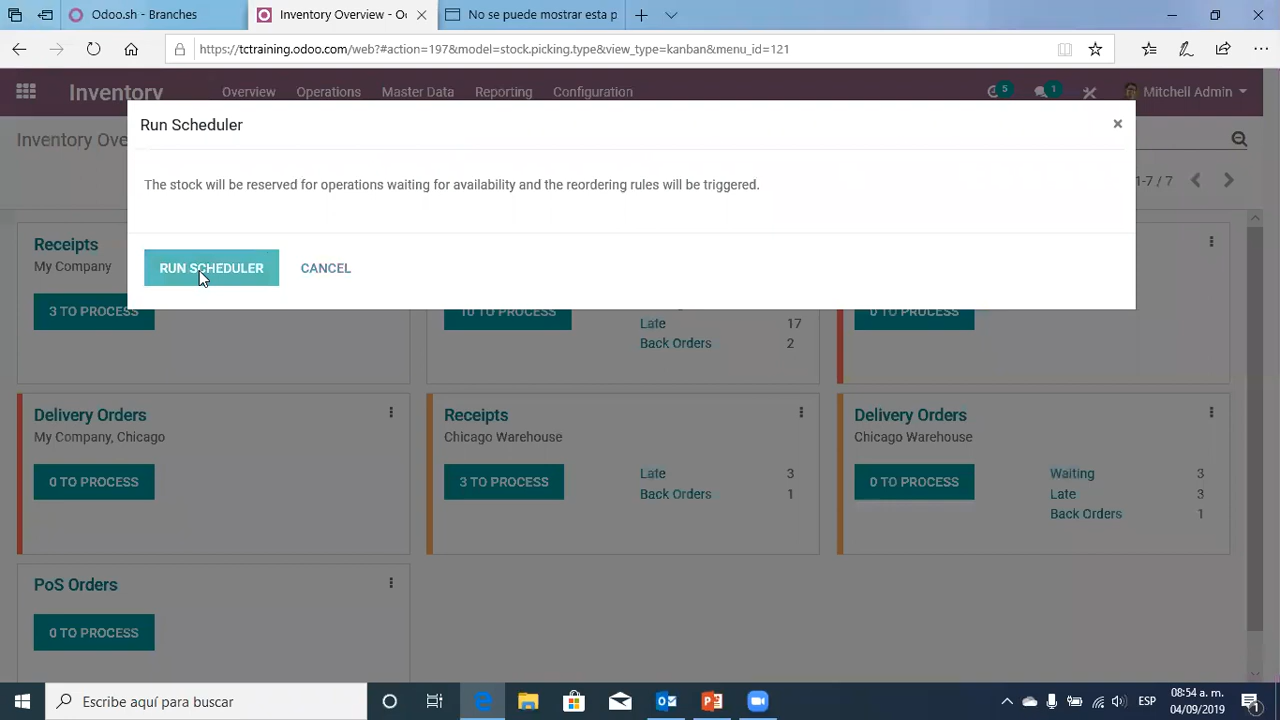 Odoo.sh - Home
Inventory Overview - O
No se puede mostrar esta p
https://tctraining.odoo.com/web?#action=197&model=stock.picking.type&view_type=kanban&menu_id=121
Inventory
Overview
Operations
Master Data
Reporting
Configuration
5
1
Mitchell Admin
Inventory Ove
Run Scheduler
×
The stock will be reserved for operations waiting for availability and the reordering rules will be triggered.
1-7 / 7
RUN SCHEDULER
CANCEL
Receipts
My Company
3 TO PROCESS
10 TO PROCESS
Late 17
Back Orders 2
0 TO PROCESS
Delivery Orders
My Company, Chicago
0 TO PROCESS
Receipts
Chicago Warehouse
3 TO PROCESS
Late 3
Back Orders 1
Delivery Orders
Chicago Warehouse
0 TO PROCESS
Waiting 3
Late 3
Back Orders 1
PoS Orders
0 TO PROCESS
Escribe aquí para buscar
ESP
08:54 a. m.
04/09/2019
1